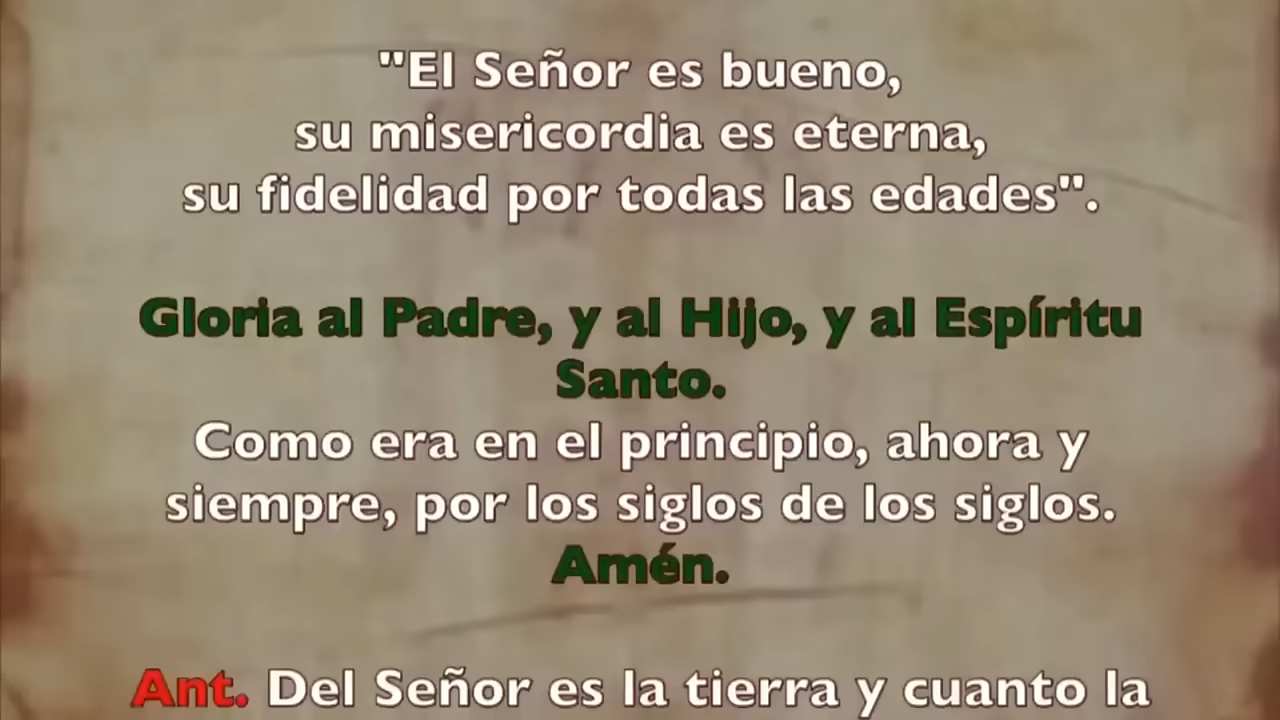 "El Señor es bueno,
su misericordia es eterna,
su fidelidad por todas las edades".
Gloria al Padre, y al Hijo, y al Espíritu
Santo.
Como era en el principio, ahora y
siempre, por los siglos de los siglos.
Amén.
Ant. Del Señor es la tierra y cuanto la